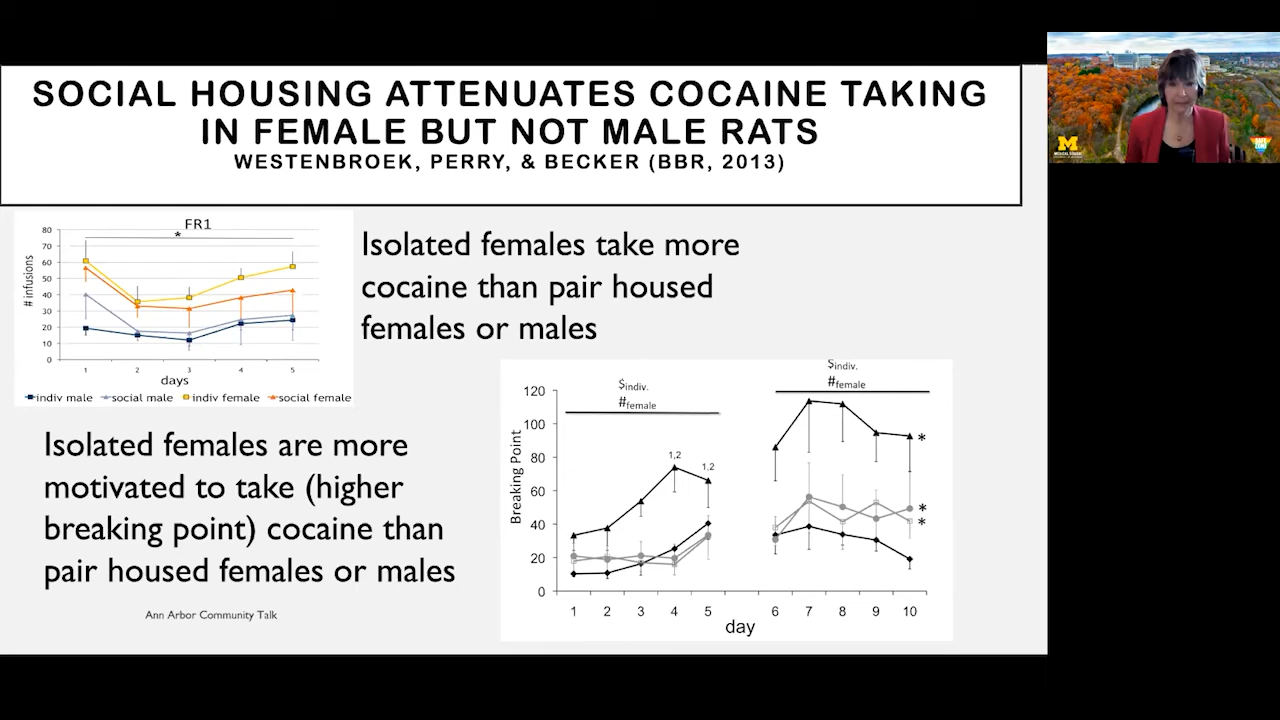 SOCIAL HOUSING ATTENUATES COCAINE TAKING
IN FEMALE BUT NOT MALE RATS
WESTENBROEK, PERRY, & BECKER (BBR, 2013)
FR1
*
80
70
60
50
40
30
20
10
0
# infusions
1 2 3 4 5
days
indiv male social male indiv female social female
Isolated females take more
cocaine than pair housed
females or males
Isolated females are more
motivated to take (higher
breaking point) cocaine than
pair housed females or males
Ann Arbor Community Talk
$indiv.
#female
$indiv.
#female
120
100
80
60
40
20
0
Breaking Point
1,2
1,2
*
*
*
1 2 3 4 5 6 7 8 9 10
day
M